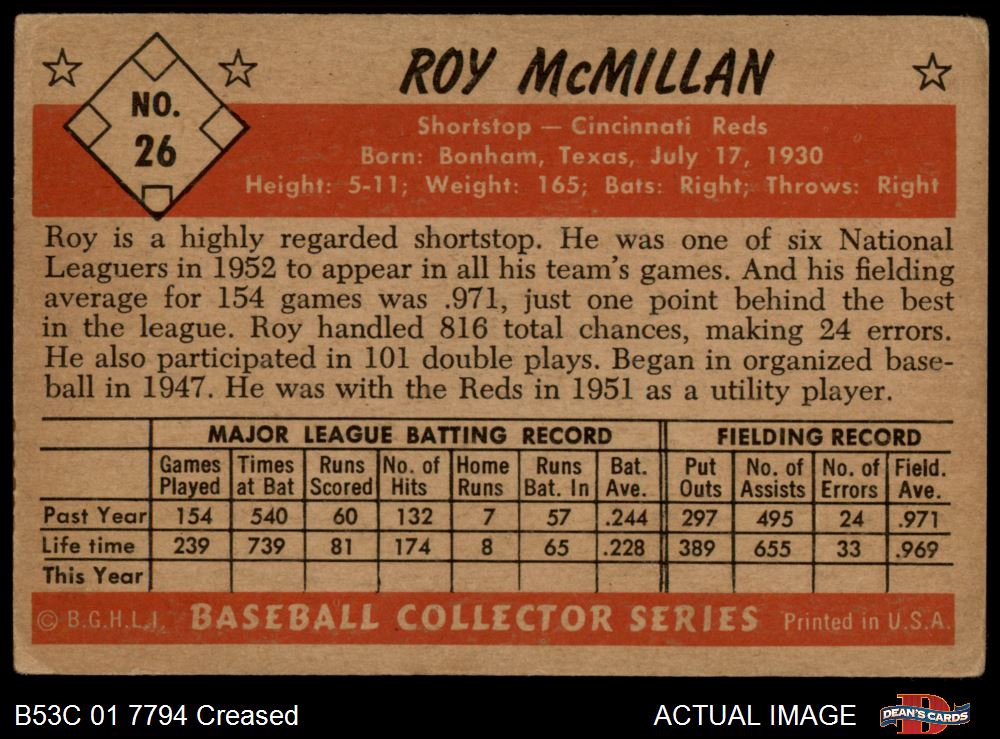 ROY McMILLAN
NO.
26
Shortstop — Cincinnati Reds
Born: Bonham, Texas, July 17, 1930
Height: 5-11; Weight: 165; Bats: Right; Throws: Right
Roy is a highly regarded shortstop. He was one of six National
Leaguers in 1952 to appear in all his team's games. And his fielding
average for 154 games was .971, just one point behind the best
in the league. Roy handled 816 total chances, making 24 errors.
He also participated in 101 double plays. Began in organized base-
ball in 1947. He was with the Reds in 1951 as a utility player.
MAJOR LEAGUE BATTING RECORD FIELDING RECORD
Games Times Runs No. of Home Runs Bat. Put No. of No. of Field.
Played at Bat Scored Hits Runs Bat. In Ave. Outs Assists Errors Ave.
Past Year 154 540 60 132 7 57 .244 297 495 24 .971
Life time 239 739 81 174 8 65 .228 389 655 33 .969
This Year
© B.G.H.L.I. BASEBALL COLLECTOR SERIES Printed in U.S.A.
B53C 01 7794 Creased ACTUAL IMAGE DEAN'S CARDS